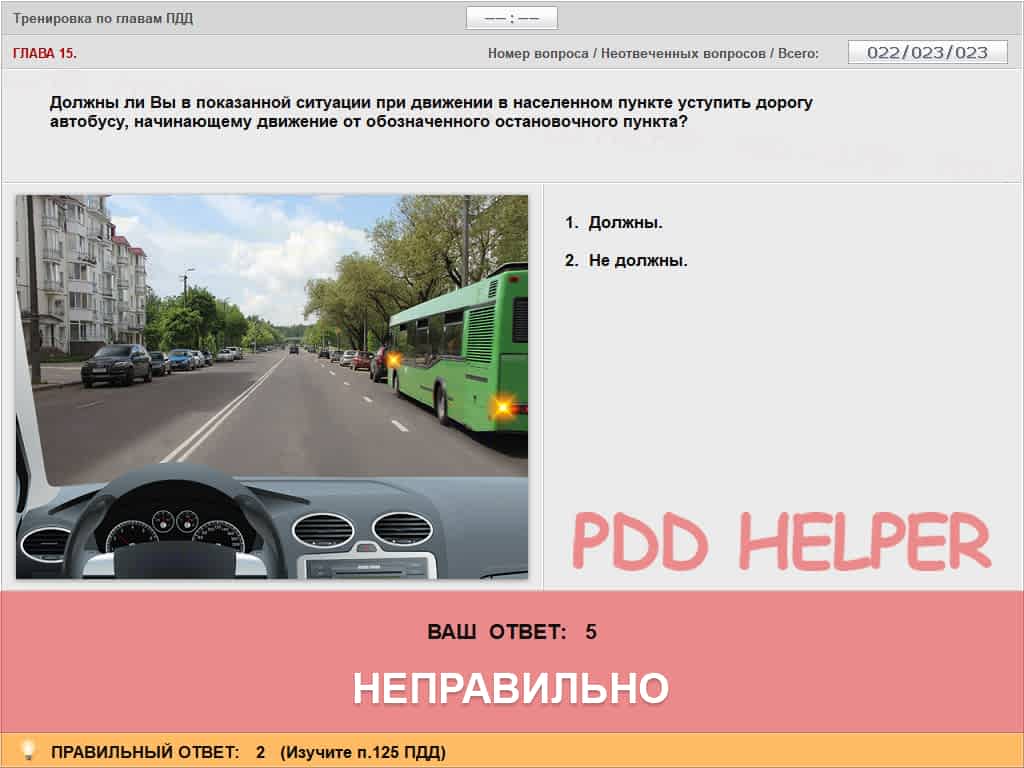 Тренировка по главам ПДД
–– : ––
ГЛАВА 15.
Номер вопроса / Неотвеченных вопросов / Всего:
022/023/023
Должны ли Вы в показанной ситуации при движении в населенном пункте уступить дорогу
автобусу, начинающему движение от обозначенного остановочного пункта?
1. Должны.
2. Не должны.
PDD HELPER
ВАШ ОТВЕТ: 5
НЕПРАВИЛЬНО
ПРАВИЛЬНЫЙ ОТВЕТ: 2 (Изучите п.125 ПДД)